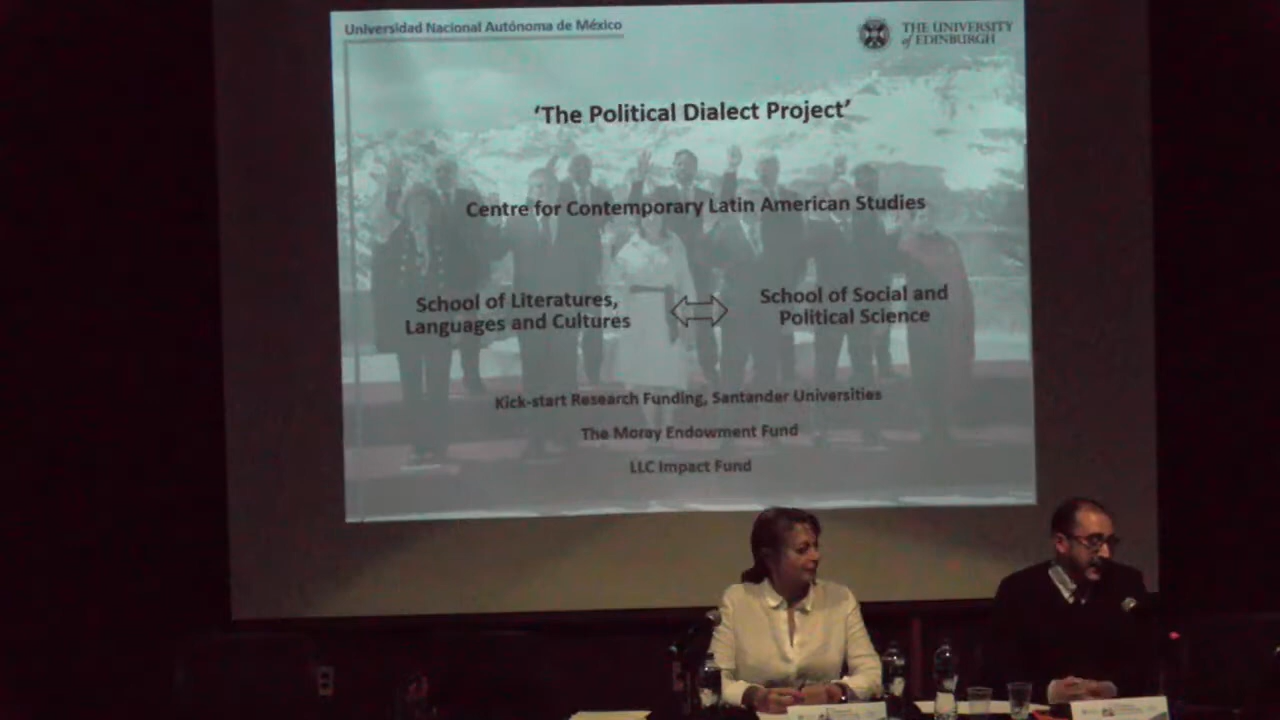 Universidad Nacional Autónoma de México
THE UNIVERSITY
of EDINBURGH
'The Political Dialect Project'
Centre for Contemporary Latin American Studies
School of Literatures,
Languages and Cultures
School of Social and
Political Science
Kick-start Research Funding, Santander Universities
The Moray Endowment Fund
LLC Impact Fund